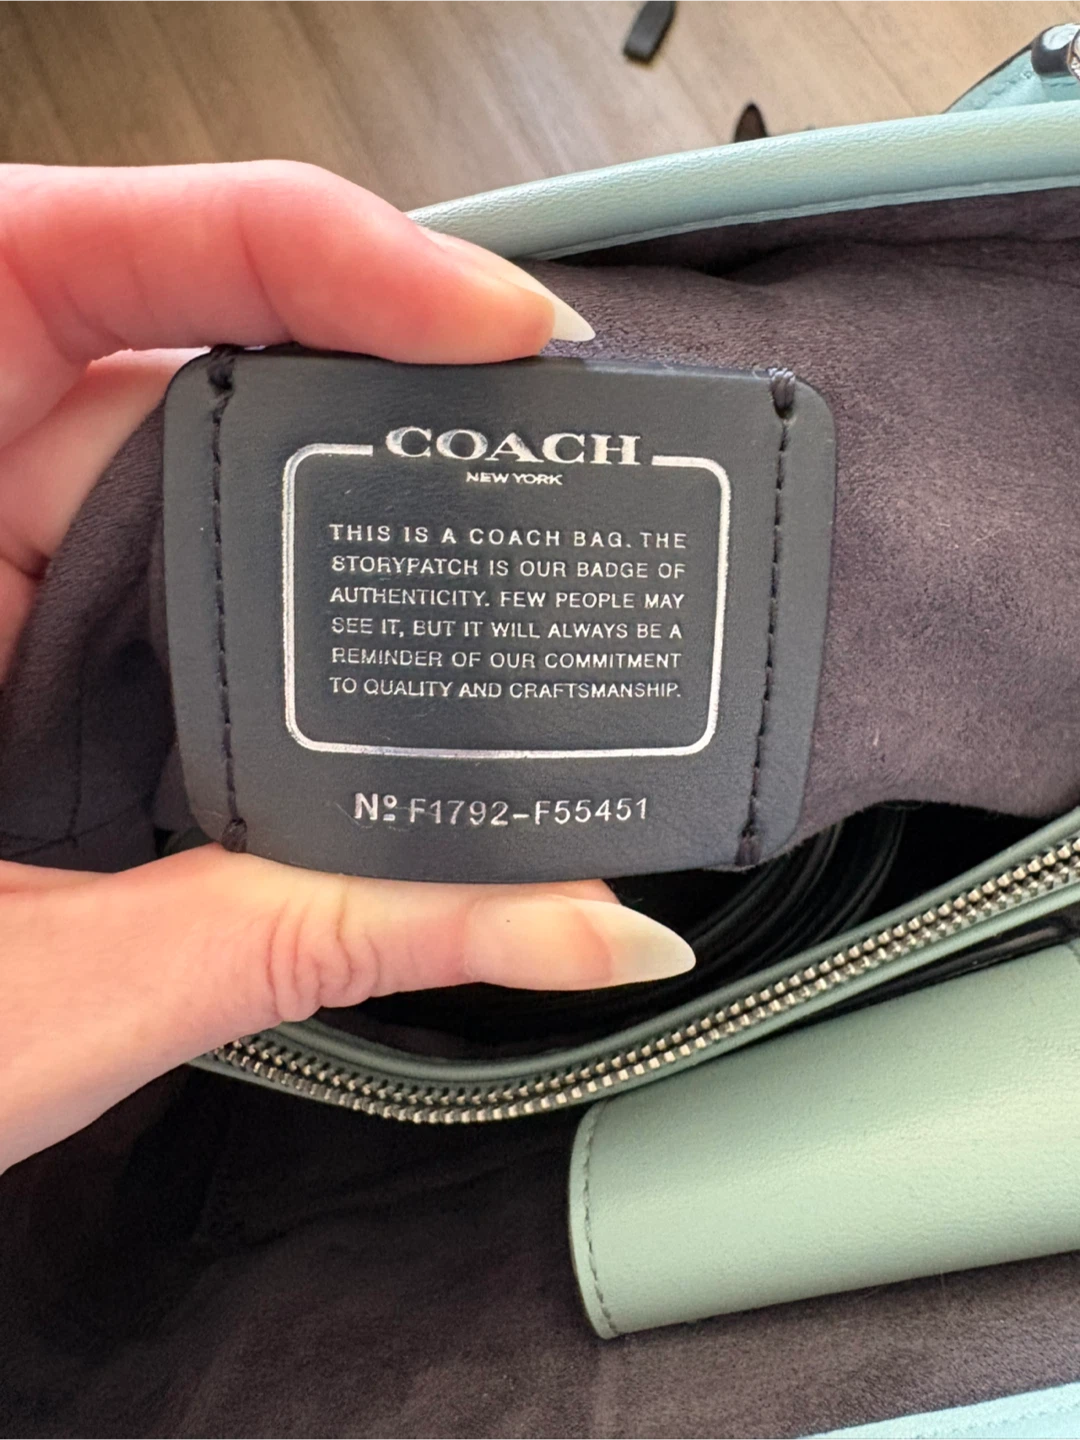 COACH
NEW YORK
THIS IS A COACH BAG. THE
STORYPATCH IS OUR BADGE OF
AUTHENTICITY. FEW PEOPLE MAY
SEE IT, BUT IT WILL ALWAYS BE A
REMINDER OF OUR COMMITMENT
TO QUALITY AND CRAFTSMANSHIP.
Nº F1792-F55451